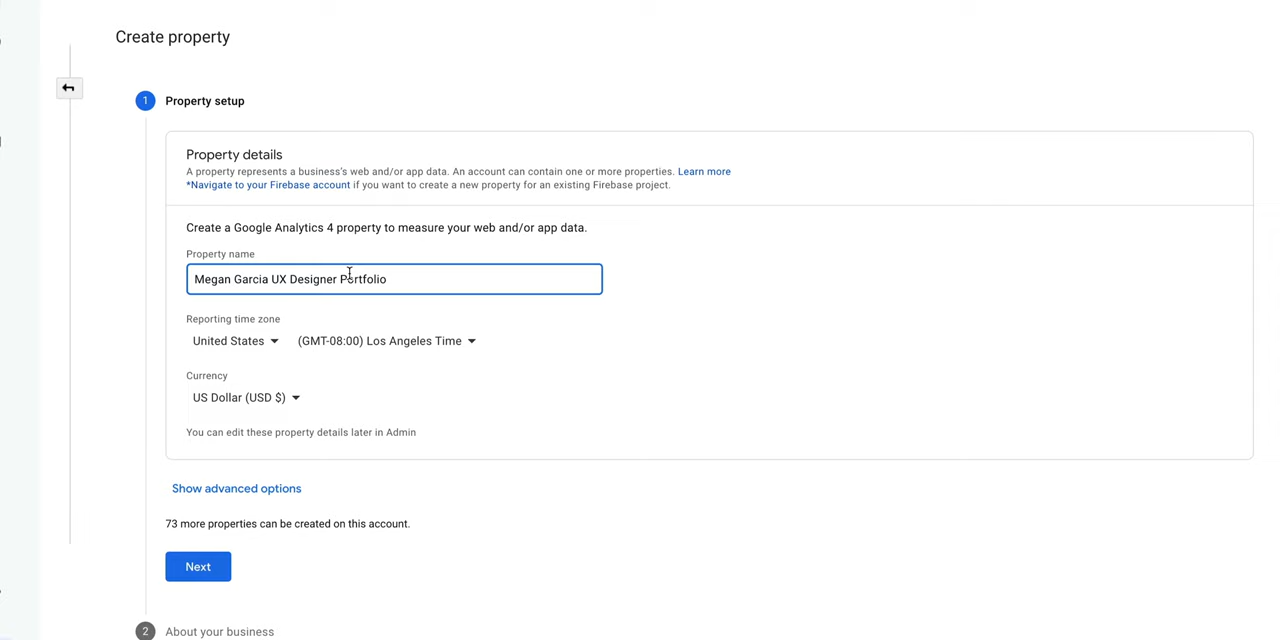 Create property
1 Property setup
Property details
A property represents a business's web and/or app data. An account can contain one or more properties. Learn more
*Navigate to your Firebase account if you want to create a new property for an existing Firebase project.
Create a Google Analytics 4 property to measure your web and/or app data.
Property name
Megan Garcia UX Designer Portfolio
Reporting time zone
United States (GMT-08:00) Los Angeles Time
Currency
US Dollar (USD $)
You can edit these property details later in Admin
Show advanced options
73 more properties can be created on this account.
Next
2 About your business